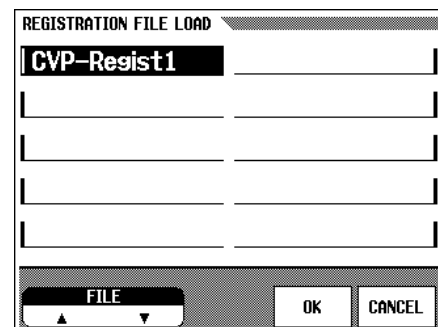 REGISTRATION FILE LOAD
CVP-Regist1
FILE
▲ ▼
OK
CANCEL